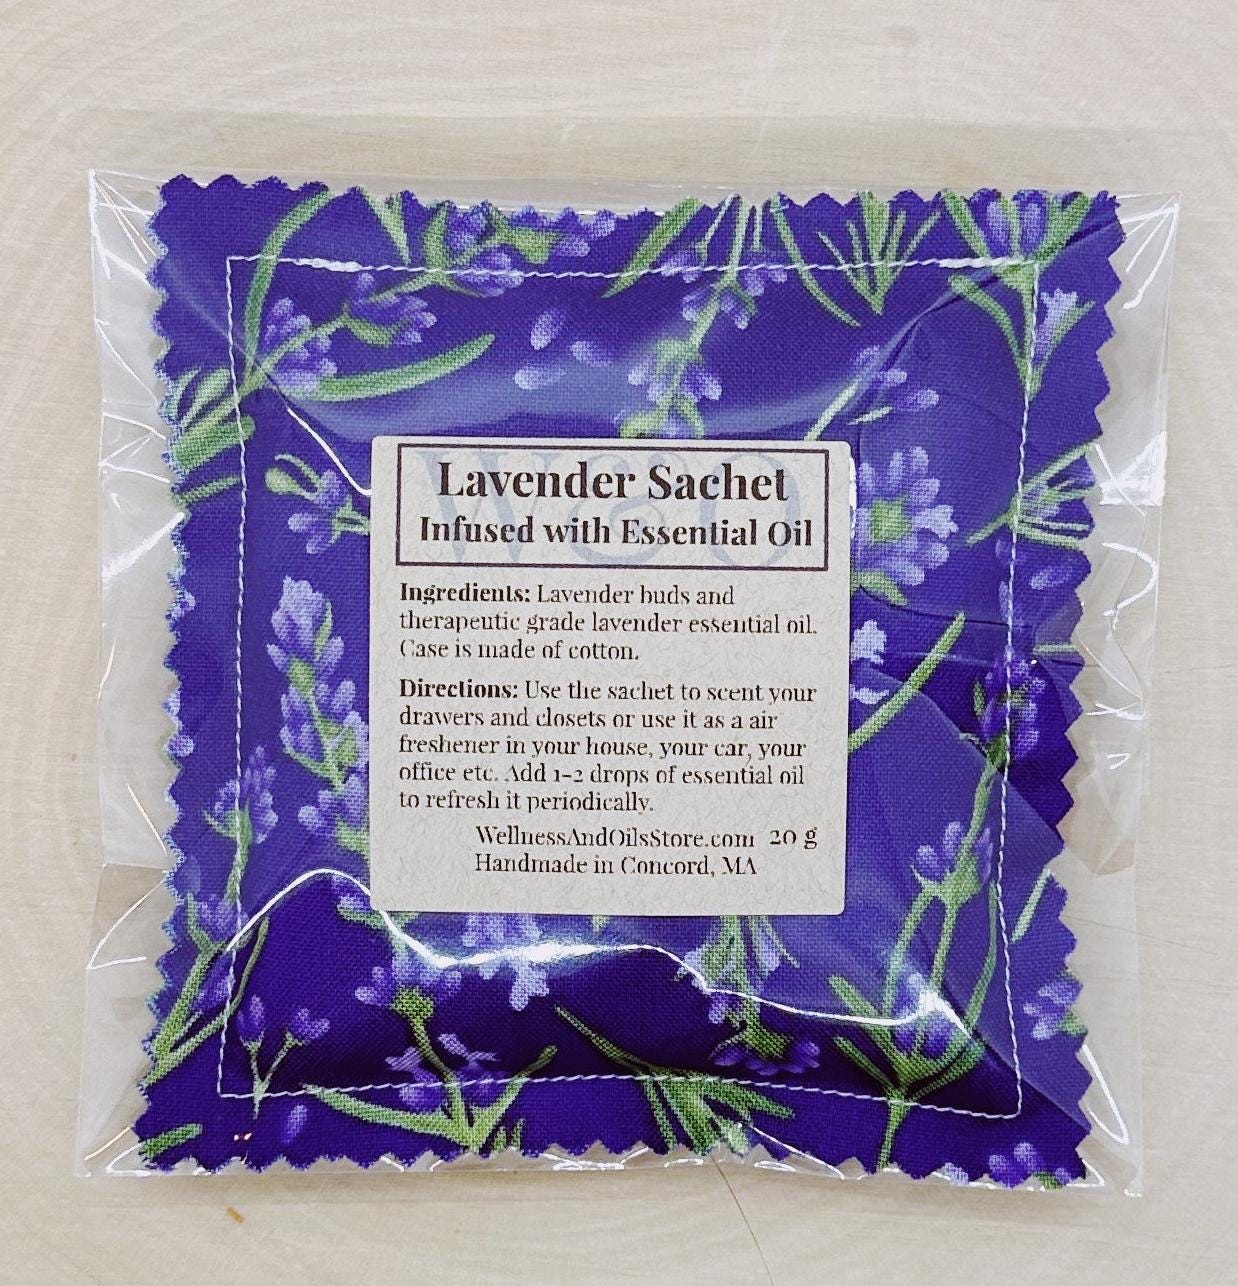 W&O
Lavender Sachet
Infused with Essential Oil
Ingredients: Lavender buds and
therapeutic grade lavender essential oil.
Case is made of cotton.
Directions: Use the sachet to scent your
drawers and closets or use it as a air
freshener in your house, your car, your
office etc. Add 1-2 drops of essential oil
to refresh it periodically.
WellnessAndOilsStore.com 20 g
Handmade in Concord, MA